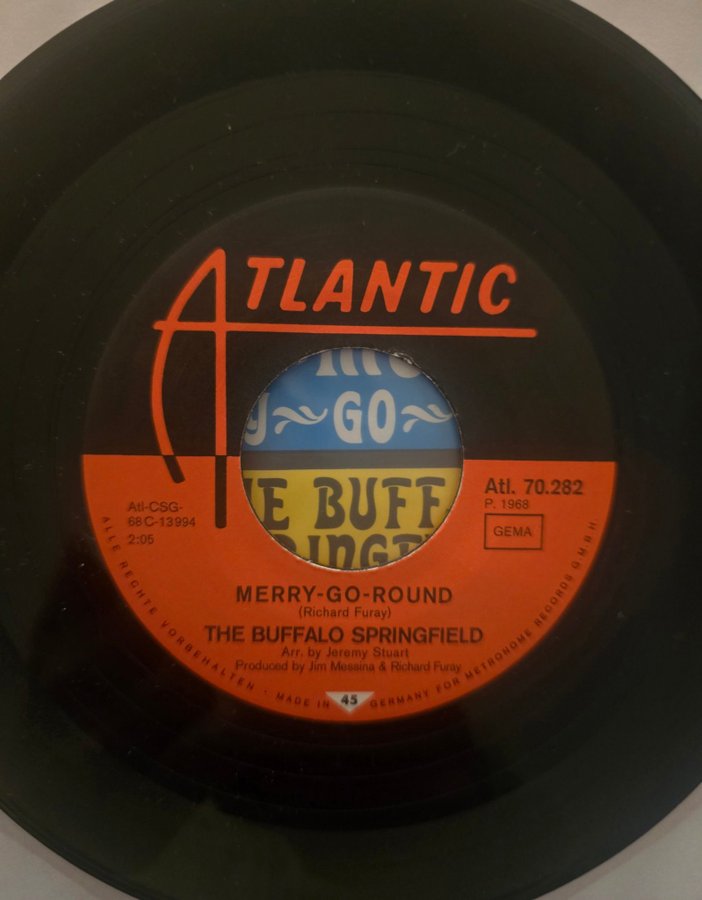 ATLANTIC
GO
BUFF
Atl-CSG-
68C-13994
2:05
Atl. 70.282
P. 1968
GEMA
MERRY-GO-ROUND
(Richard Furay)
THE BUFFALO SPRINGFIELD
Arr. by Jeremy Stuart
Produced by Jim Messina & Richard Furay
ALLE RECHTE VORBEHALTEN · MADE IN 45 GERMANY FOR METRONOME RECORDS G.M.B.H.